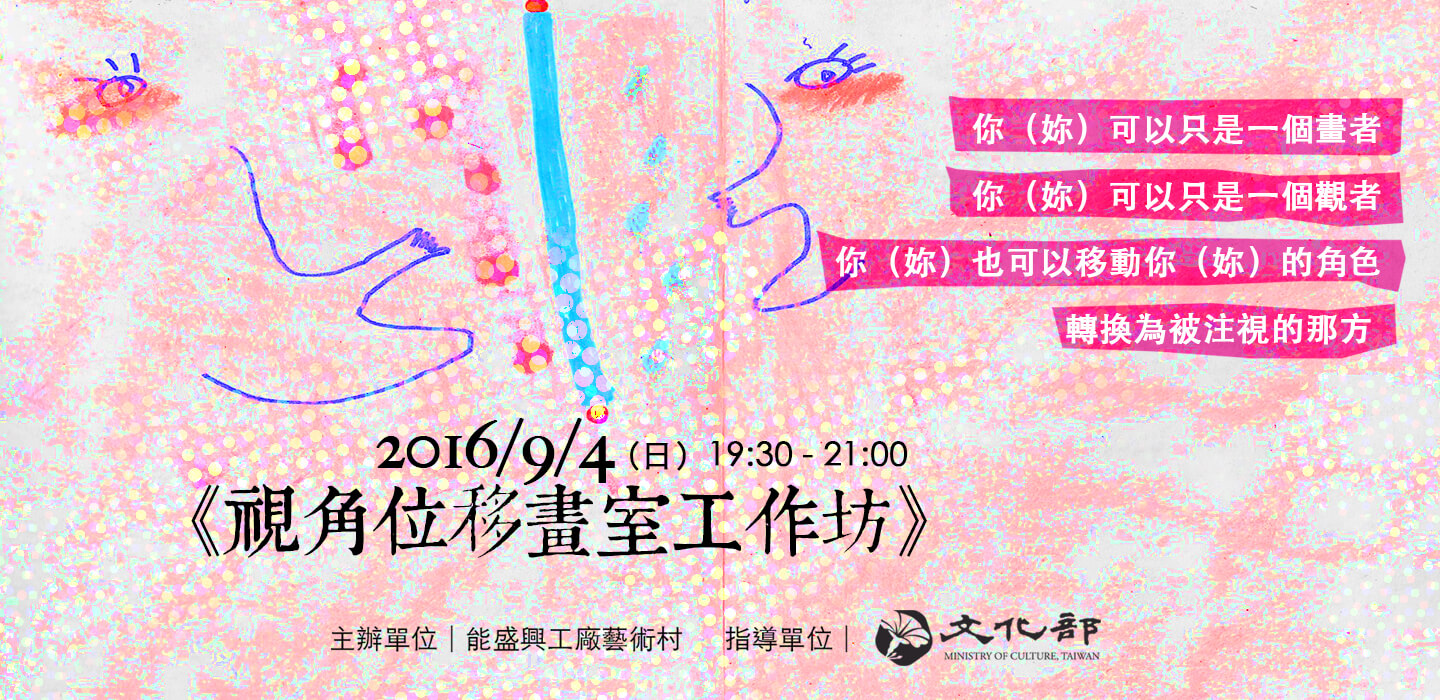 你（妳）可以只是一個畫者
你（妳）可以只是一個觀者
你（妳）也可以移動你（妳）的角色
轉換為被注視的那方
2016/9/4（日）19:30 - 21:00
《視角位移畫室工作坊》
主辦單位｜能盛興工廠藝術村 指導單位｜文化部
MINISTRY OF CULTURE, TAIWAN